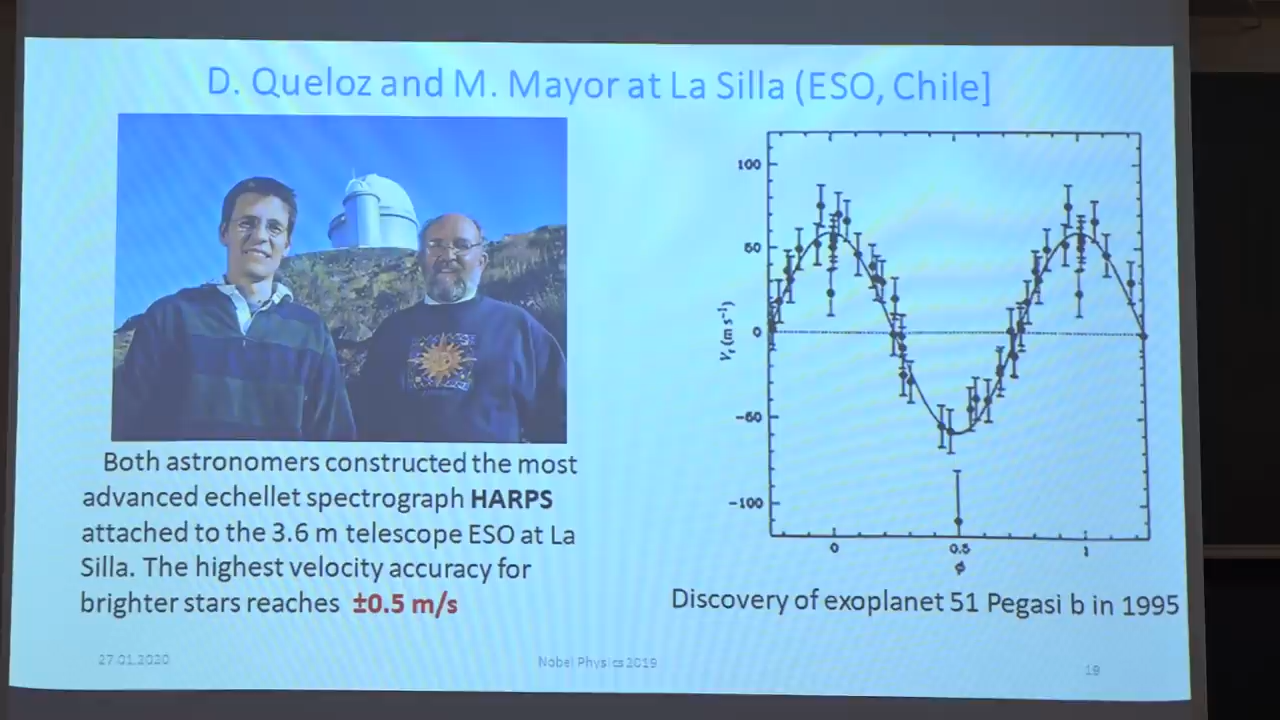 D. Queloz and M. Mayor at La Silla (ESO, Chile]
Both astronomers constructed the most
advanced echellet spectrograph HARPS
attached to the 3.6 m telescope ESO at La
Silla. The highest velocity accuracy for
brighter stars reaches ±0.5 m/s
100
50
0
-50
-100
Vr (m s⁻¹)
0
0.5
1
ϕ
Discovery of exoplanet 51 Pegasi b in 1995
27.01.2020
Nobel Physics 2019
19